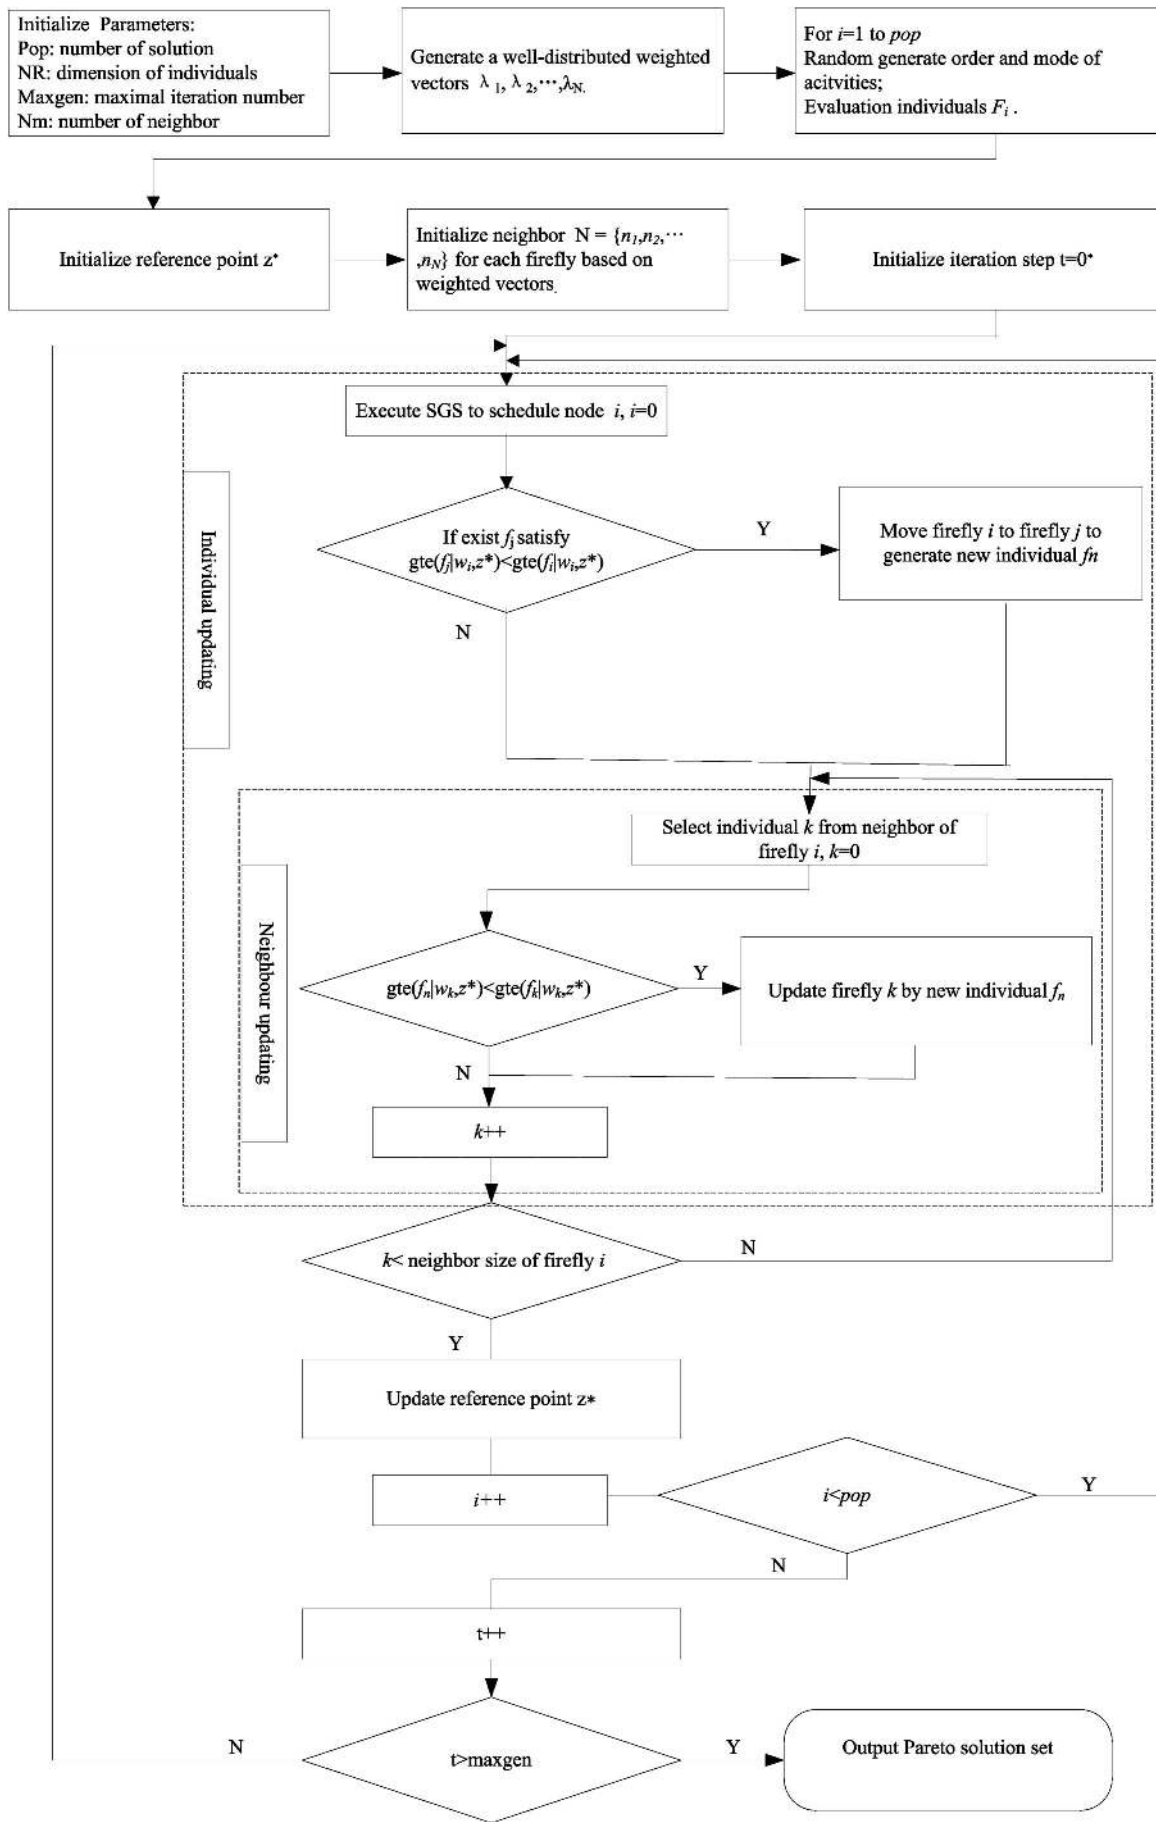 Initialize Parameters:
Pop: number of solution
NR: dimension of individuals
Maxgen: maximal iteration number
Nm: number of neighbor
Generate a well-distributed weighted
vectors λ 1, λ 2,⋯,λN.
For i=1 to pop
Random generate order and mode of
acitvities;
Evaluation individuals Fi .
Initialize reference point z*
Initialize neighbor N = {n1,n2,⋯
,nN} for each firefly based on
weighted vectors.
Initialize iteration step t=0*
Execute SGS to schedule node i, i=0
Individual updating
If exist fj satisfy
gte(fj|wi,z*)<gte(fi|wi,z*)
Y
Move firefly i to firefly j to
generate new individual fn
N
Select individual k from neighbor of
firefly i, k=0
Neighbour updating
gte(fn|wk,z*)<gte(fk|wk,z*)
Y
Update firefly k by new individual fn
N
k++
k< neighbor size of firefly i
N
Y
Update reference point z*
i++
i<pop
Y
N
t++
t>maxgen
N
Y
Output Pareto solution set